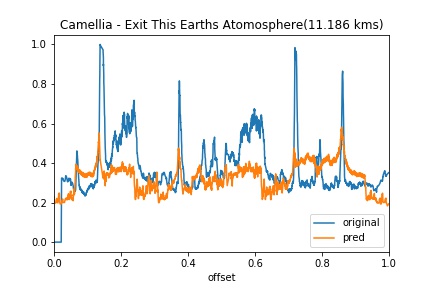 Camellia - Exit This Earths Atomosphere(11.186 kms)
1.0
0.8
0.6
0.4
0.2
0.0
0.0 0.2 0.4 0.6 0.8 1.0
offset
original
pred